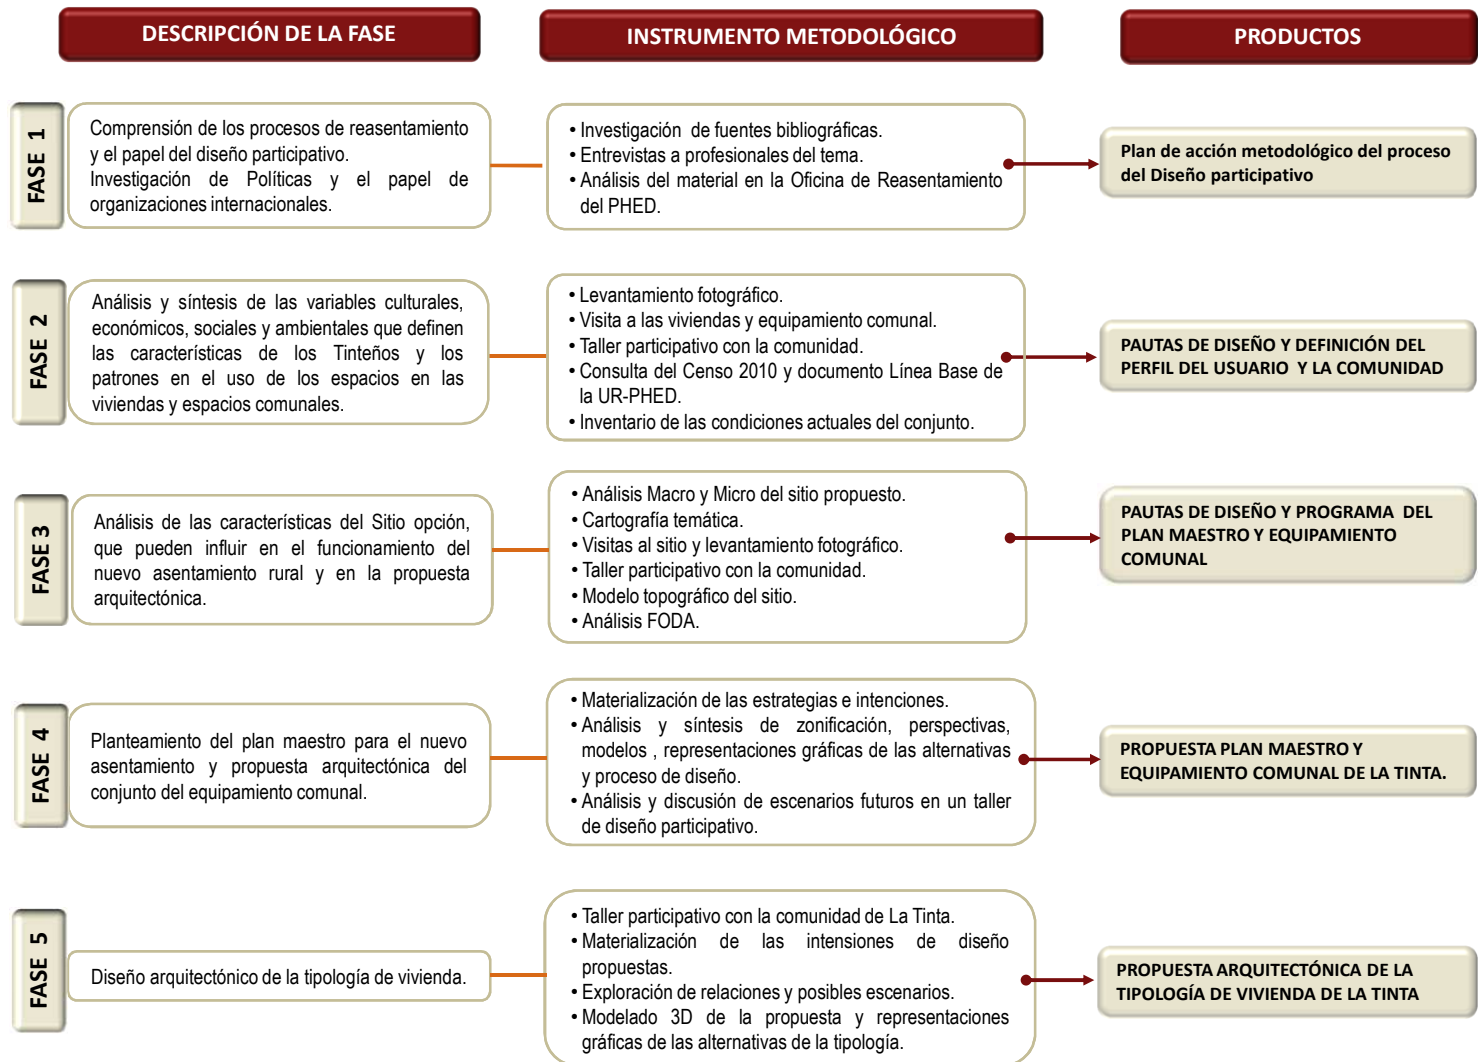 DESCRIPCIÓN DE LA FASE
INSTRUMENTO METODOLÓGICO
PRODUCTOS
FASE 1
Comprensión de los procesos de reasentamiento
y el papel del diseño participativo.
Investigación de Políticas y el papel de
organizaciones internacionales.
• Investigación de fuentes bibliográficas.
• Entrevistas a profesionales del tema.
• Análisis del material en la Oficina de Reasentamiento
del PHED.
Plan de acción metodológico del proceso
del Diseño participativo
FASE 2
Análisis y síntesis de las variables culturales,
económicos, sociales y ambientales que definen
las características de los Tinteños y los
patrones en el uso de los espacios en las
viviendas y espacios comunales.
• Levantamiento fotográfico.
• Visita a las viviendas y equipamiento comunal.
• Taller participativo con la comunidad.
• Consulta del Censo 2010 y documento Línea Base de
la UR-PHED.
• Inventario de las condiciones actuales del conjunto.
PAUTAS DE DISEÑO Y DEFINICIÓN DEL
PERFIL DEL USUARIO Y LA COMUNIDAD
FASE 3
Análisis de las características del Sitio opción,
que pueden influir en el funcionamiento del
nuevo asentamiento rural y en la propuesta
arquitectónica.
• Análisis Macro y Micro del sitio propuesto.
• Cartografía temática.
• Visitas al sitio y levantamiento fotográfico.
• Taller participativo con la comunidad.
• Modelo topográfico del sitio.
• Análisis FODA.
PAUTAS DE DISEÑO Y PROGRAMA DEL
PLAN MAESTRO Y EQUIPAMIENTO
COMUNAL
FASE 4
Planteamiento del plan maestro para el nuevo
asentamiento y propuesta arquitectónica del
conjunto del equipamiento comunal.
• Materialización de las estrategias e intenciones.
• Análisis y síntesis de zonificación, perspectivas,
modelos , representaciones gráficas de las alternativas
y proceso de diseño.
• Análisis y discusión de escenarios futuros en un taller
de diseño participativo.
PROPUESTA PLAN MAESTRO Y
EQUIPAMIENTO COMUNAL DE LA TINTA.
FASE 5
Diseño arquitectónico de la tipología de vivienda.
• Taller participativo con la comunidad de La Tinta.
• Materialización de las intensiones de diseño
propuestas.
• Exploración de relaciones y posibles escenarios.
• Modelado 3D de la propuesta y representaciones
gráficas de las alternativas de la tipología.
PROPUESTA ARQUITECTÓNICA DE LA
TIPOLOGÍA DE VIVIENDA DE LA TINTA